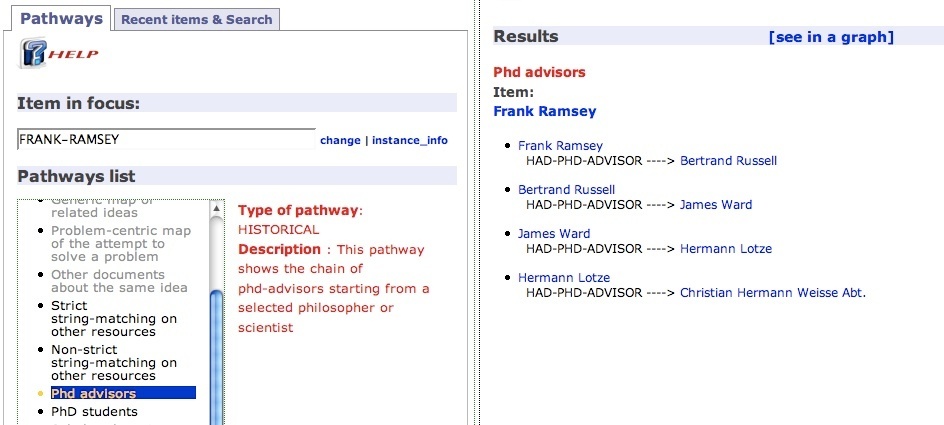 Pathways
Recent items & Search
HELP
Item in focus:
FRANK-RAMSEY
change | instance_info
Pathways list
Generic map of
related ideas
Problem-centric map
of the attempt to
solve a problem
Other documents
about the same idea
Strict
string-matching on
other resources
Non-strict
string-matching on
other resources
Phd advisors
PhD students
Type of pathway:
HISTORICAL
Description : This pathway
shows the chain of
phd-advisors starting from a
selected philosopher or
scientist
Results
[see in a graph]
Phd advisors
Item:
Frank Ramsey
Frank Ramsey
HAD-PHD-ADVISOR ----> Bertrand Russell
Bertrand Russell
HAD-PHD-ADVISOR ----> James Ward
James Ward
HAD-PHD-ADVISOR ----> Hermann Lotze
Hermann Lotze
HAD-PHD-ADVISOR ----> Christian Hermann Weisse Abt.